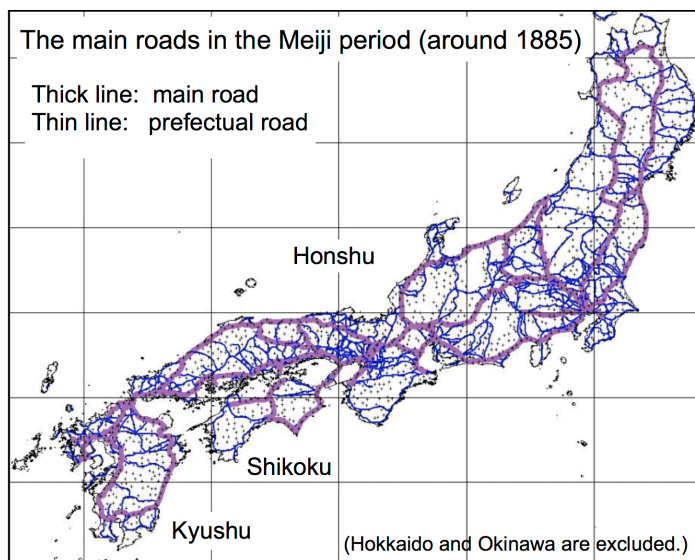 The main roads in the Meiji period (around 1885)
Thick line: main road
Thin line: prefectual road
Honshu
Shikoku
Kyushu
(Hokkaido and Okinawa are excluded.)